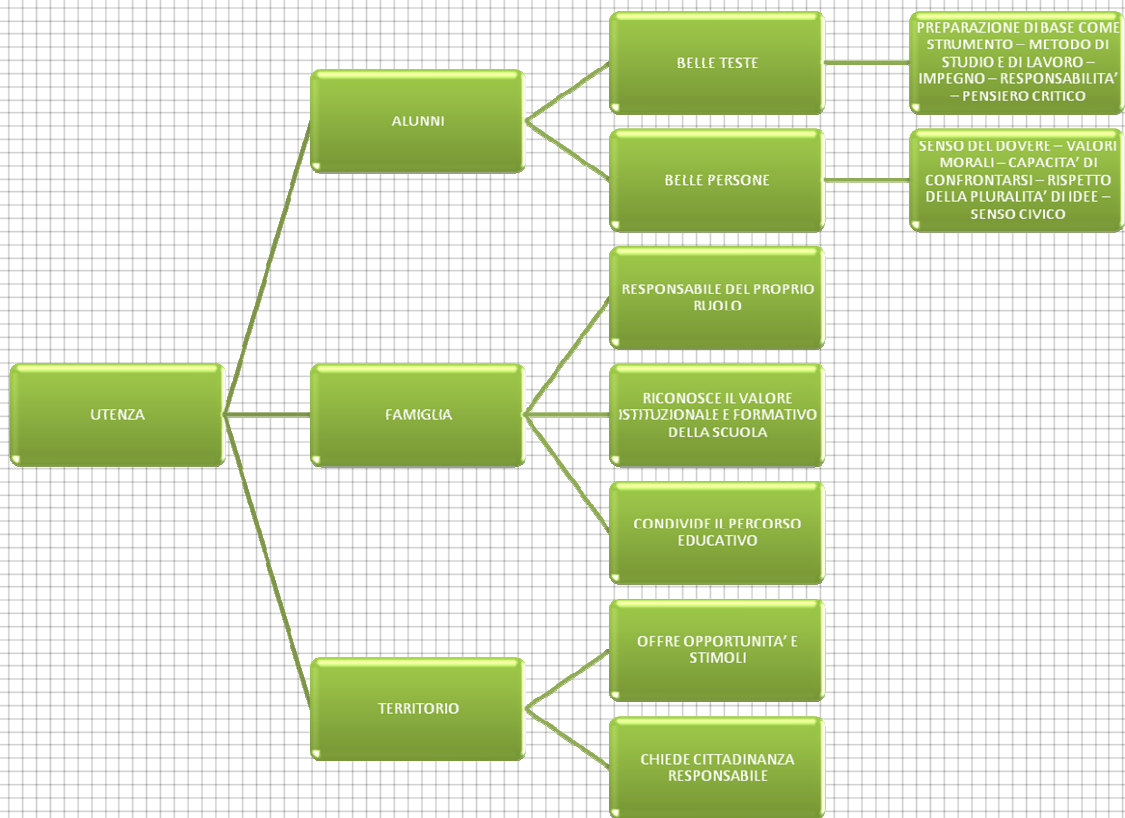 UTENZA
ALUNNI
BELLE TESTE
PREPARAZIONE DI BASE COME
STRUMENTO – METODO DI
STUDIO E DI LAVORO –
IMPEGNO – RESPONSABILITA’
– PENSIERO CRITICO
BELLE PERSONE
SENSO DEL DOVERE – VALORI
MORALI – CAPACITA’ DI
CONFRONTARSI – RISPETTO
DELLA PLURALITA’ DI IDEE –
SENSO CIVICO
FAMIGLIA
RESPONSABILE DEL PROPRIO
RUOLO
RICONOSCE IL VALORE
ISTITUZIONALE E FORMATIVO
DELLA SCUOLA
CONDIVIDE IL PERCORSO
EDUCATIVO
TERRITORIO
OFFRE OPPORTUNITA’ E
STIMOLI
CHIEDE CITTADINANZA
RESPONSABILE